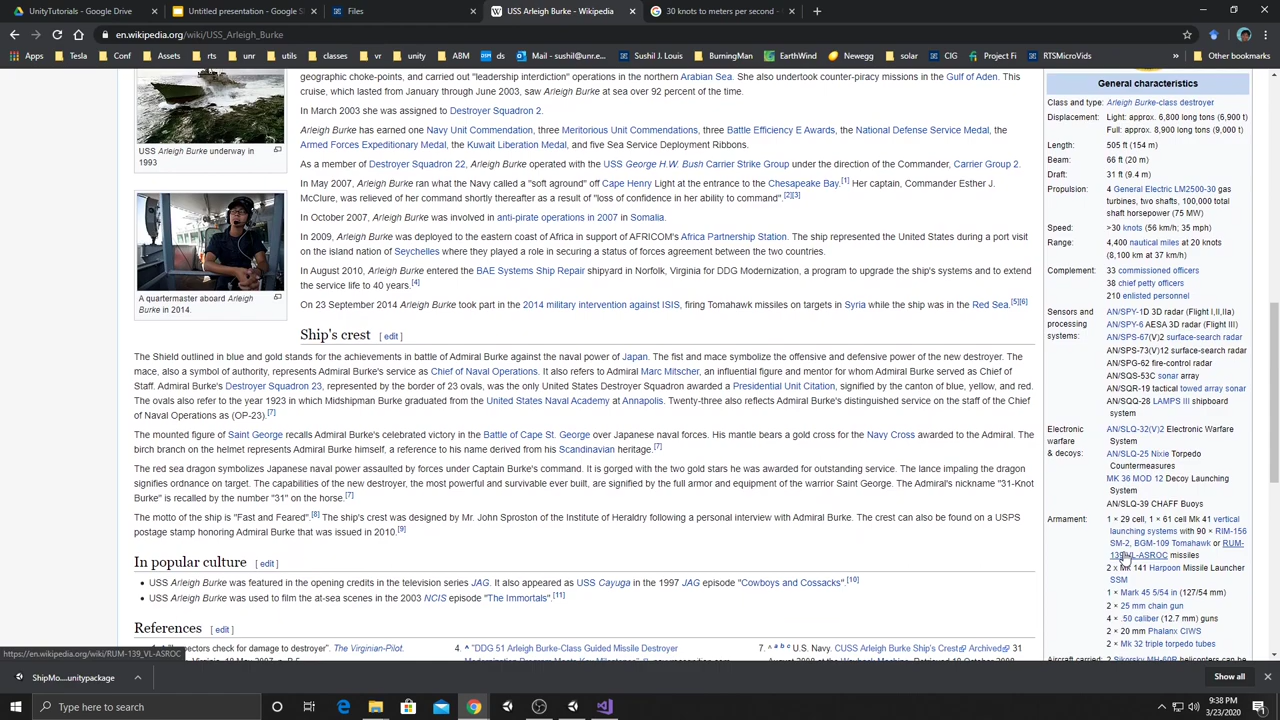 UnityTutorials - Google Drive
Presentation - Google S
Files
USS Arleigh Burke - Wikipedia
30 knots to meters per second -
en.wikipedia.org/wiki/USS_Arleigh_Burke
Apps Tesla Home Assets rts unr utils classes vr unity ABM ds Mail - sushil@unr.e... Sushil J. Louis BurningMan EarthWind Newegg solar CIG Project Fi RTSMicroVids » Other bookmarks
geographic choke-points, and carried out "leadership interdiction" operations in the northern Arabian Sea. She also undertook counter-piracy missions in the Gulf of Aden. This
cruise, which lasted from January through June 2003, saw Arleigh Burke at sea over 92 percent of the time.
In March 2003 she was assigned to Destroyer Squadron 2.
Arleigh Burke has earned one Navy Unit Commendation, three Meritorious Unit Commendations, three Battle Efficiency E Awards, the National Defense Service Medal, the
Armed Forces Expeditionary Medal, the Kuwait Liberation Medal, and five Sea Service Deployment Ribbons.
USS Arleigh Burke underway in
1993
As a member of Destroyer Squadron 22, Arleigh Burke operated with the USS George H.W. Bush Carrier Strike Group under the direction of the Commander, Carrier Group 2.
In May 2007, Arleigh Burke ran what the Navy called a "soft aground" off Cape Henry Light at the entrance to the Chesapeake Bay.[1] Her captain, Commander Esther J.
McClure, was relieved of her command shortly thereafter as a result of "loss of confidence in her ability to command".[2][3]
In October 2007, Arleigh Burke was involved in anti-pirate operations in 2007 in Somalia.
In 2009, Arleigh Burke was deployed to the eastern coast of Africa in support of AFRICOM's Africa Partnership Station. The ship represented the United States during a port visit
on the island nation of Seychelles where they played a role in securing a status of forces agreement between the two countries.
In August 2010, Arleigh Burke entered the BAE Systems Ship Repair shipyard in Norfolk, Virginia for DDG Modernization, a program to upgrade the ship's systems and to extend
the service life to 40 years.[4]
A quartermaster aboard Arleigh
Burke in 2014.
On 23 September 2014 Arleigh Burke took part in the 2014 military intervention against ISIS, firing Tomahawk missiles on targets in Syria while the ship was in the Red Sea.[5][6]
Ship's crest [ edit ]
The Shield outlined in blue and gold stands for the achievements in battle of Admiral Burke against the naval power of Japan. The fist and mace symbolize the offensive and defensive power of the new destroyer. The
mace, also a symbol of authority, represents Admiral Burke's service as Chief of Naval Operations. It also refers to Admiral Marc Mitscher, an influential figure and mentor for whom Admiral Burke served as Chief of
Staff. Admiral Burke's Destroyer Squadron 23, represented by the border of 23 ovals, was the only United States Destroyer Squadron awarded a Presidential Unit Citation, signified by the canton of blue, yellow, and red.
The ovals also refer to the year 1923 in which Midshipman Burke graduated from the United States Naval Academy at Annapolis. Twenty-three also reflects Admiral Burke's distinguished service on the staff of the Chief
of Naval Operations as (OP-23).[7]
The mounted figure of Saint George recalls Admiral Burke's celebrated victory in the Battle of Cape St. George over Japanese naval forces. His mantle bears a gold cross for the Navy Cross awarded to the Admiral. The
birch branch on the helmet represents Admiral Burke himself, a reference to his name derived from his Scandinavian heritage.[7]
The red sea dragon symbolizes Japanese naval power assaulted by forces under Captain Burke's command. It is gorged with the two gold stars he was awarded for outstanding service. The lance impaling the dragon
signifies ordnance on target. The capabilities of the new destroyer, the most powerful and survivable ever built, are signified by the full armor and equipment of the warrior Saint George. The Admiral's nickname "31-Knot
Burke" is recalled by the number "31" on the horse.[7]
The motto of the ship is "Fast and Feared".[8] The ship's crest was designed by Mr. John Sproston of the Institute of Heraldry following a personal interview with Admiral Burke. The crest can also be found on a USPS
postage stamp honoring Admiral Burke that was issued in 2010.[9]
In popular culture [ edit ]
• USS Arleigh Burke was featured in the opening credits in the television series JAG. It also appeared as USS Cayuga in the 1997 JAG episode "Cowboys and Cossacks".[10]
• USS Arleigh Burke was used to film the at-sea scenes in the 2003 NCIS episode "The Immortals".[11]
References [ edit ]
spectors check for damage to destroyer". The Virginian-Pilot.
4. ^ "DDG 51 Arleigh Burke-Class Guided Missile Destroyer
7. ^ a b c U.S. Navy. CUSS Arleigh Burke Ship's Crest Archived 31
General characteristics
Class and type: Arleigh Burke-class destroyer
Displacement: Light: approx. 6,800 long tons (6,900 t)
Full: approx. 8,900 long tons (9,000 t)
Length: 505 ft (154 m)
Beam: 66 ft (20 m)
Draft: 31 ft (9.4 m)
Propulsion: 4 General Electric LM2500-30 gas
turbines, two shafts, 100,000 total
shaft horsepower (75 MW)
Speed: >30 knots (56 km/h; 35 mph)
Range: 4,400 nautical miles at 20 knots
(8,100 km at 37 km/h)
Complement: 33 commissioned officers
38 chief petty officers
210 enlisted personnel
Sensors and AN/SPY-1D 3D radar (Flight I,II,IIa)
processing AN/SPY-6 AESA 3D radar (Flight III)
systems: AN/SPS-67(V)2 surface-search radar
AN/SPS-73(V)12 surface-search radar
AN/SPG-62 fire-control radar
AN/SQS-53C sonar array
AN/SQR-19 tactical towed array sonar
AN/SQQ-28 LAMPS III shipboard
system
Electronic AN/SLQ-32(V)2 Electronic Warfare
warfare System
& decoys: AN/SLQ-25 Nixie Torpedo
Countermeasures
MK 36 MOD 12 Decoy Launching
System
AN/SLQ-39 CHAFF Buoys
Armament: 1 × 29 cell, 1 × 61 cell Mk 41 vertical
launching systems with 90 × RIM-156
SM-2, BGM-109 Tomahawk or RUM-
139 VL-ASROC missiles
2 x Mk 141 Harpoon Missile Launcher
SSM
1 × Mark 45 5/54 in (127/54 mm)
2 × 25 mm chain gun
4 × .50 caliber (12.7 mm) guns
2 × 20 mm Phalanx CIWS
2 × Mk 32 triple torpedo tubes
Aircraft carried: 2 Sikorsky MH-60R helicopters can be
https://en.wikipedia.org/wiki/RUM-139_VL-ASROC
ShipMo....unitypackage
Show all
Type here to search
9:38 PM
3/23/2020